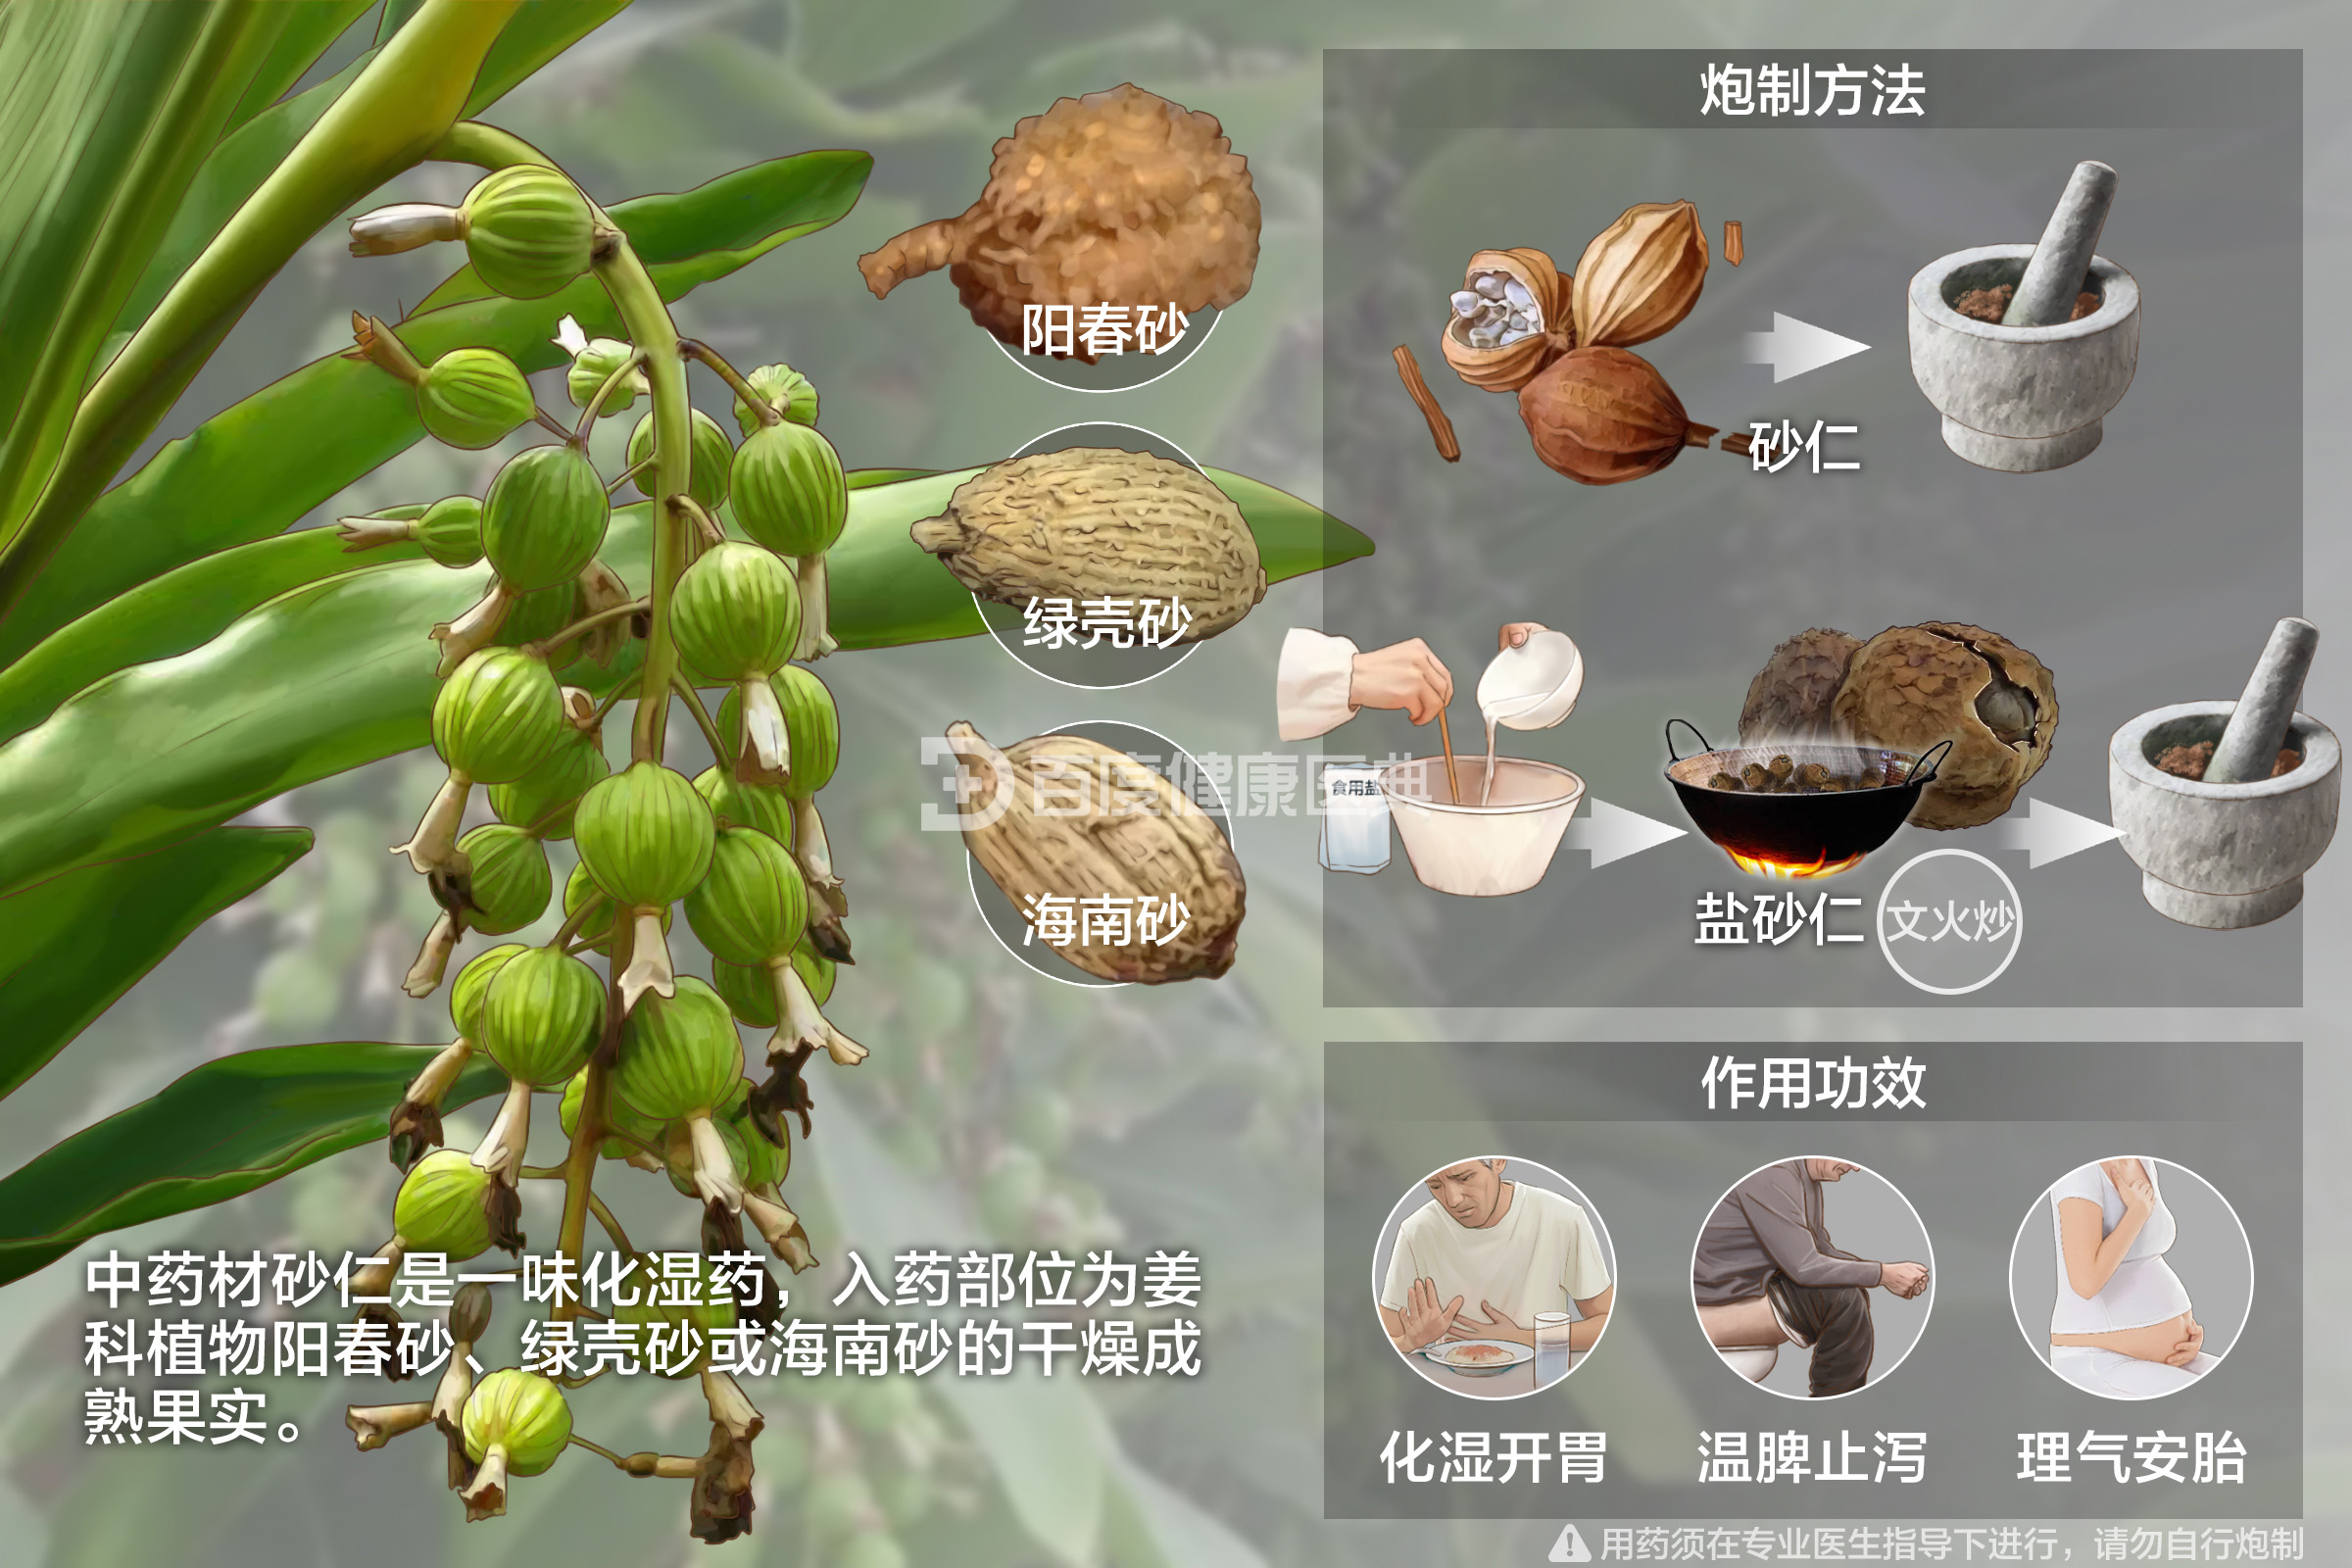 阳春砂
绿壳砂
海南砂
中药材砂仁是一味化湿药，入药部位为姜
科植物阳春砂、绿壳砂或海南砂的干燥成
熟果实。
炮制方法
砂仁
食用盐
盐砂仁
文火炒
作用功效
化湿开胃
温脾止泻
理气安胎
用药须在专业医生指导下进行，请勿自行炮制
百度健康医典